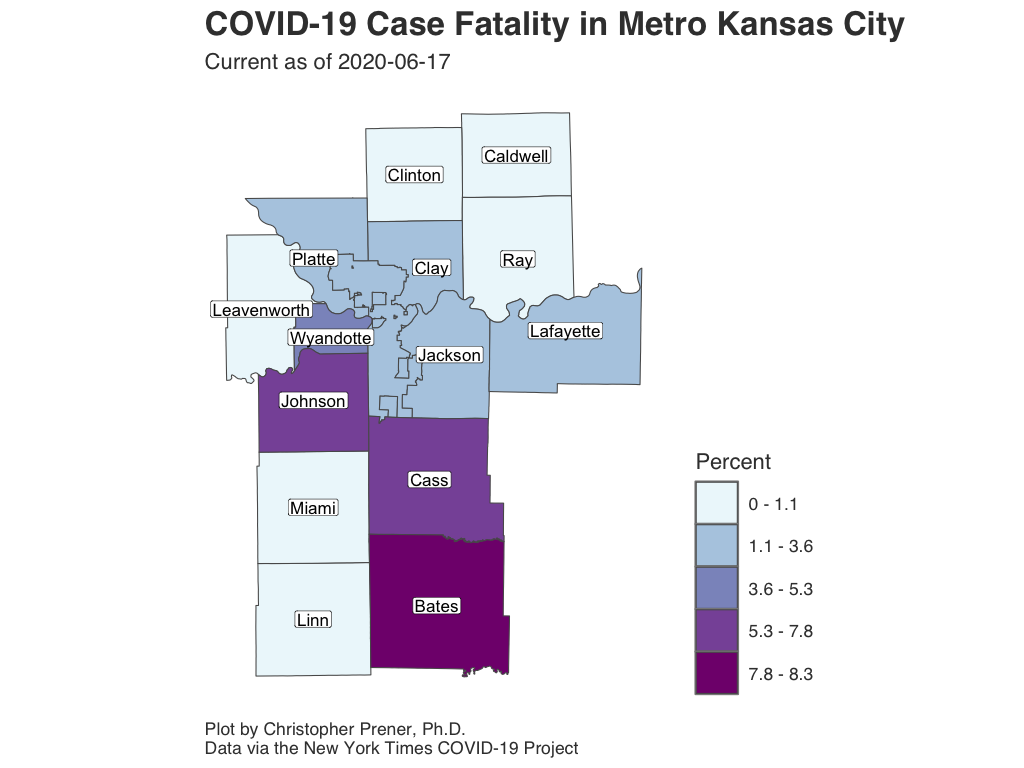 COVID-19 Case Fatality in Metro Kansas City
Current as of 2020-06-17
Caldwell
Clinton
Platte
Clay
Ray
Leavenworth
Wyandotte
Lafayette
Jackson
Johnson
Cass
Miami
Bates
Linn
Percent
0 - 1.1
1.1 - 3.6
3.6 - 5.3
5.3 - 7.8
7.8 - 8.3
Plot by Christopher Prener, Ph.D.
Data via the New York Times COVID-19 Project